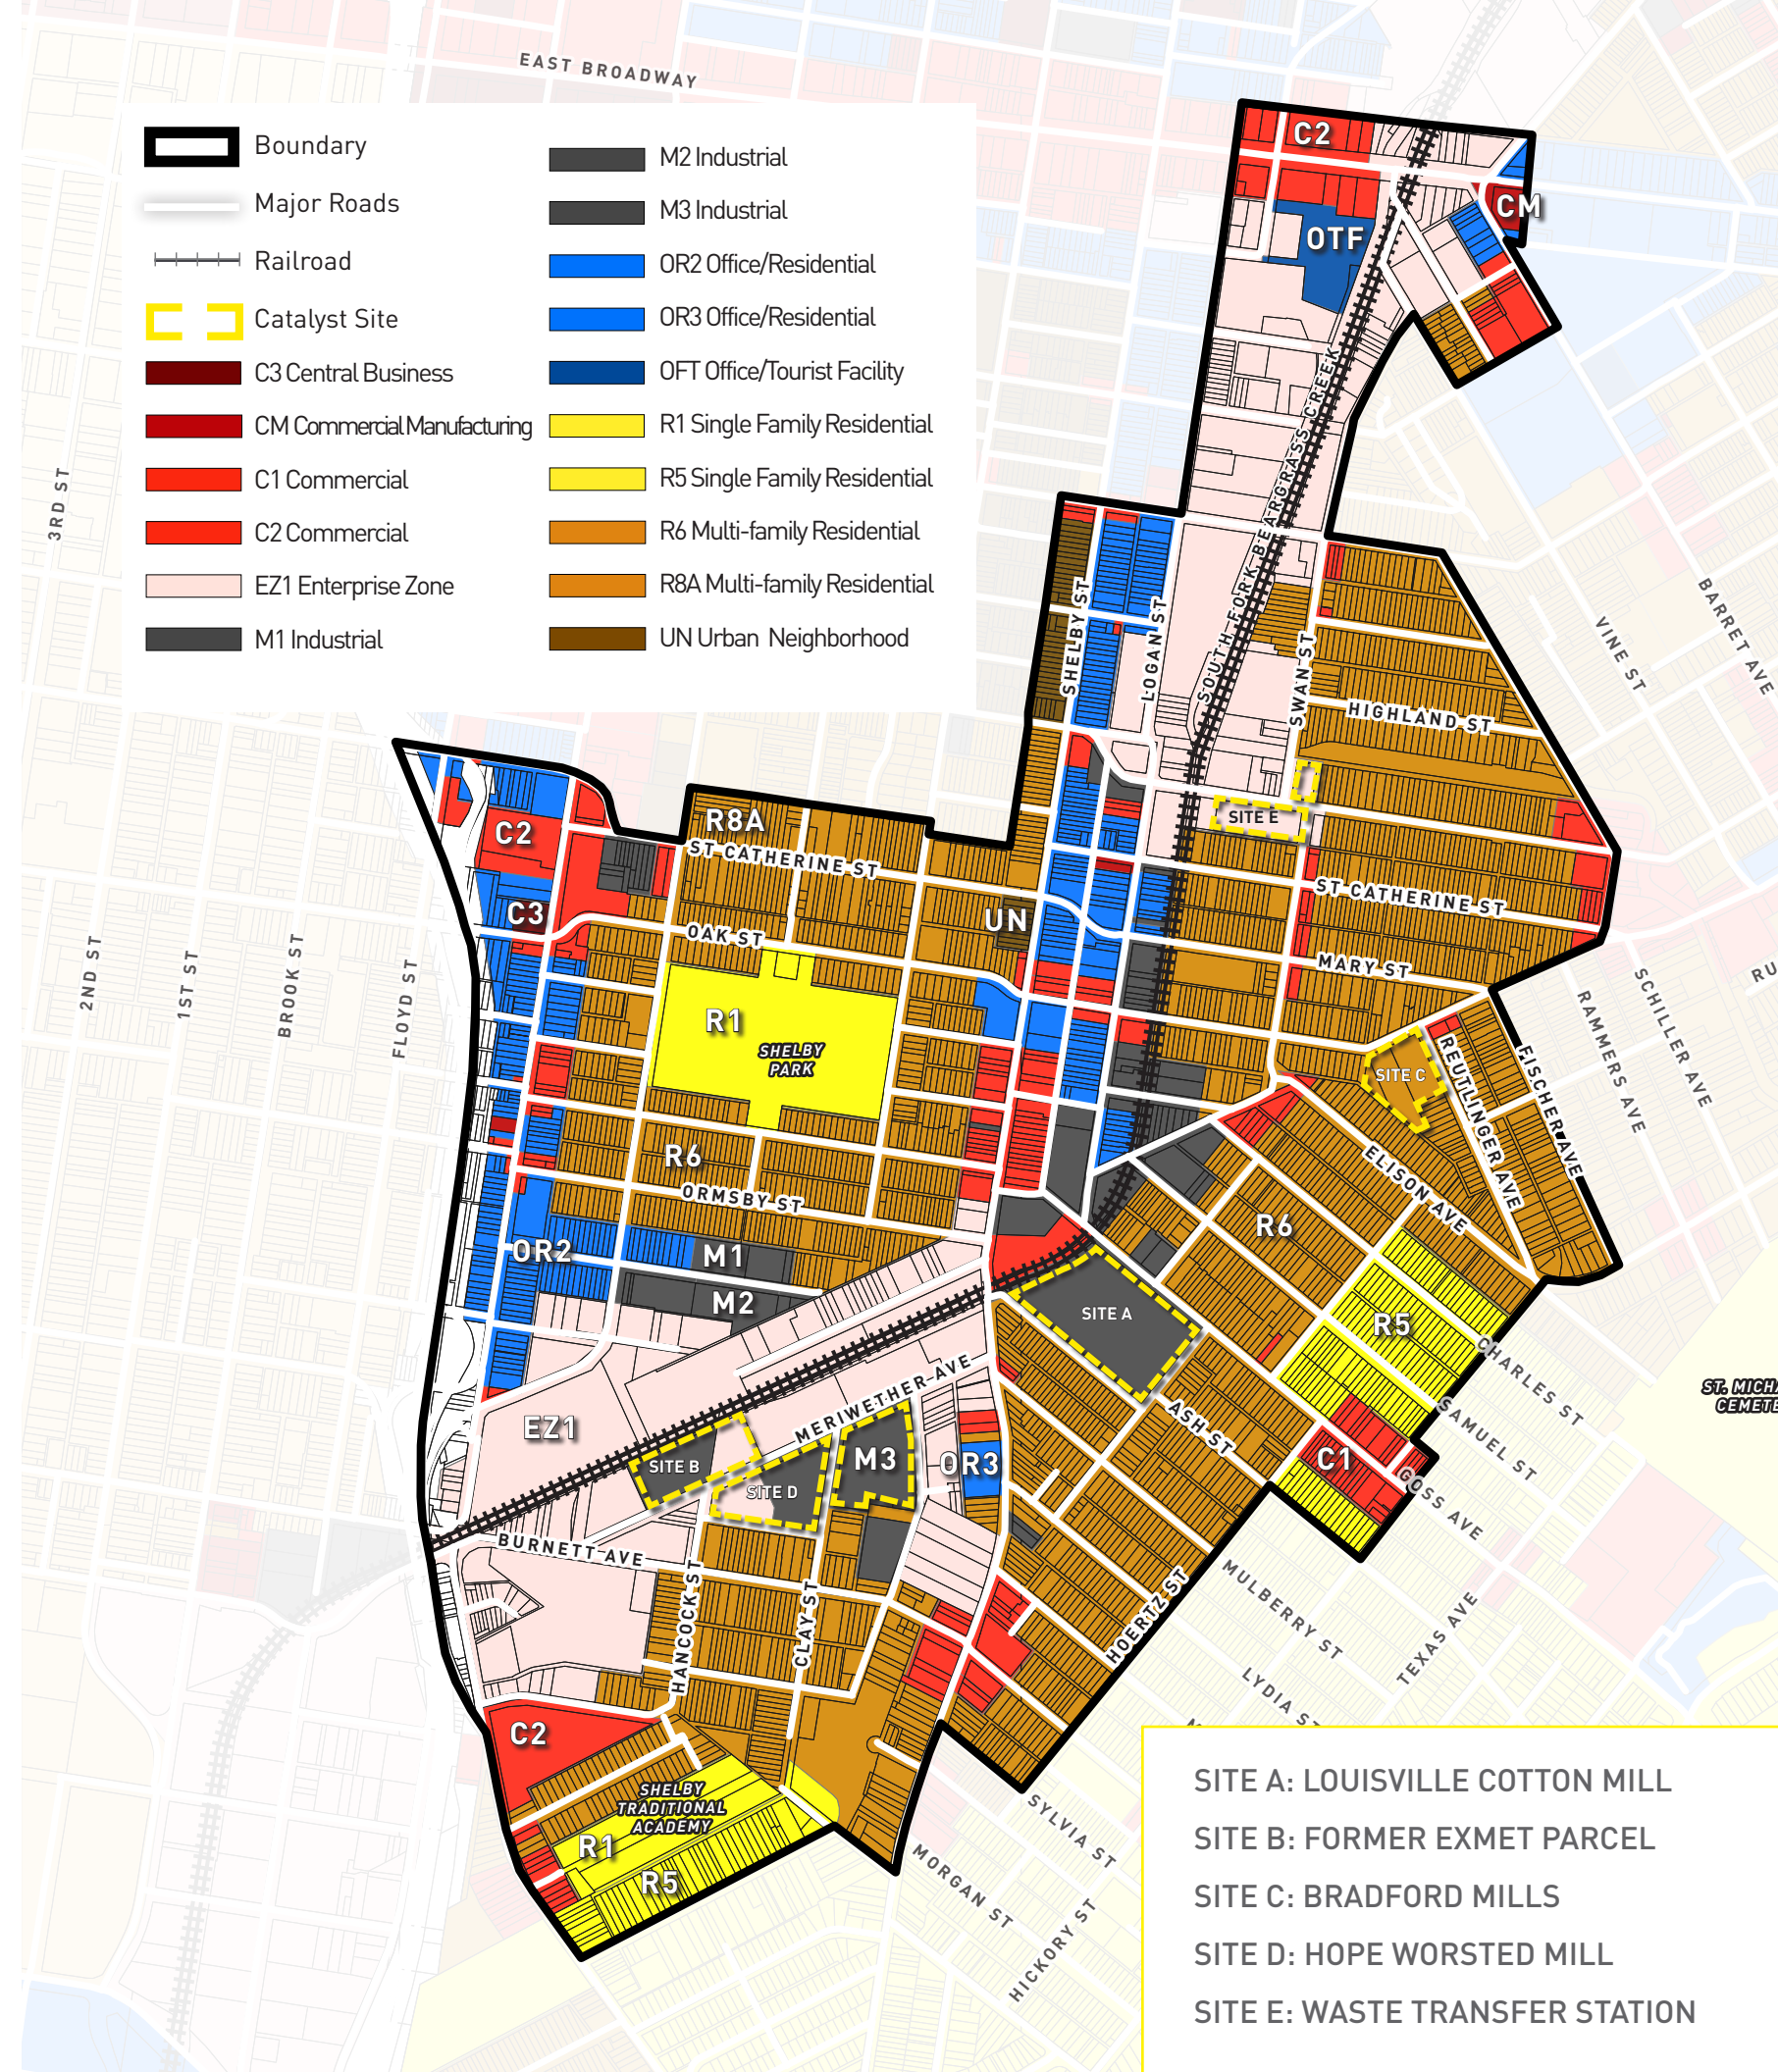 EAST BROADWAY
Boundary
Major Roads
Railroad
Catalyst Site
C3 Central Business
CM Commercial Manufacturing
C1 Commercial
C2 Commercial
EZ1 Enterprise Zone
M1 Industrial
M2 Industrial
M3 Industrial
OR2 Office/Residential
OR3 Office/Residential
OFT Office/Tourist Facility
R1 Single Family Residential
R5 Single Family Residential
R6 Multi-family Residential
R8A Multi-family Residential
UN Urban Neighborhood
C2
CM
OTF
3RD ST
2ND ST
1ST ST
BROOK ST
FLOYD ST
SHELBY ST
LOGAN ST
SOUTH FORK BEARGRASS CREEK
SWAN ST
HIGHLAND ST
VINE ST
BARRET AVE
SITE E
C2
R8A
ST CATHERINE ST
ST CATHERINE ST
C3
UN
OAK ST
MARY ST
R1
SHELBY
PARK
SITE C
REUTLINGER AVE
FISCHER AVE
RAMMERS AVE
SCHILLER AVE
RU
R6
ORMSBY ST
ELISON AVE
R6
OR2
M1
M2
SITE A
R5
CHARLES ST
SAMUEL ST
ST. MICHA
CEMETE
MERIWETHER AVE
ASH ST
EZ1
SITE B
M3
OR3
SITE D
C1
GOSS AVE
BURNETT AVE
HANCOCK ST
CLAY ST
HOERTZ ST
MULBERRY ST
TEXAS AVE
LYDIA ST
C2
SHELBY
TRADITIONAL
ACADEMY
R1
R5
SYLVIA ST
MORGAN ST
HICKORY ST
SITE A: LOUISVILLE COTTON MILL
SITE B: FORMER EXMET PARCEL
SITE C: BRADFORD MILLS
SITE D: HOPE WORSTED MILL
SITE E: WASTE TRANSFER STATION